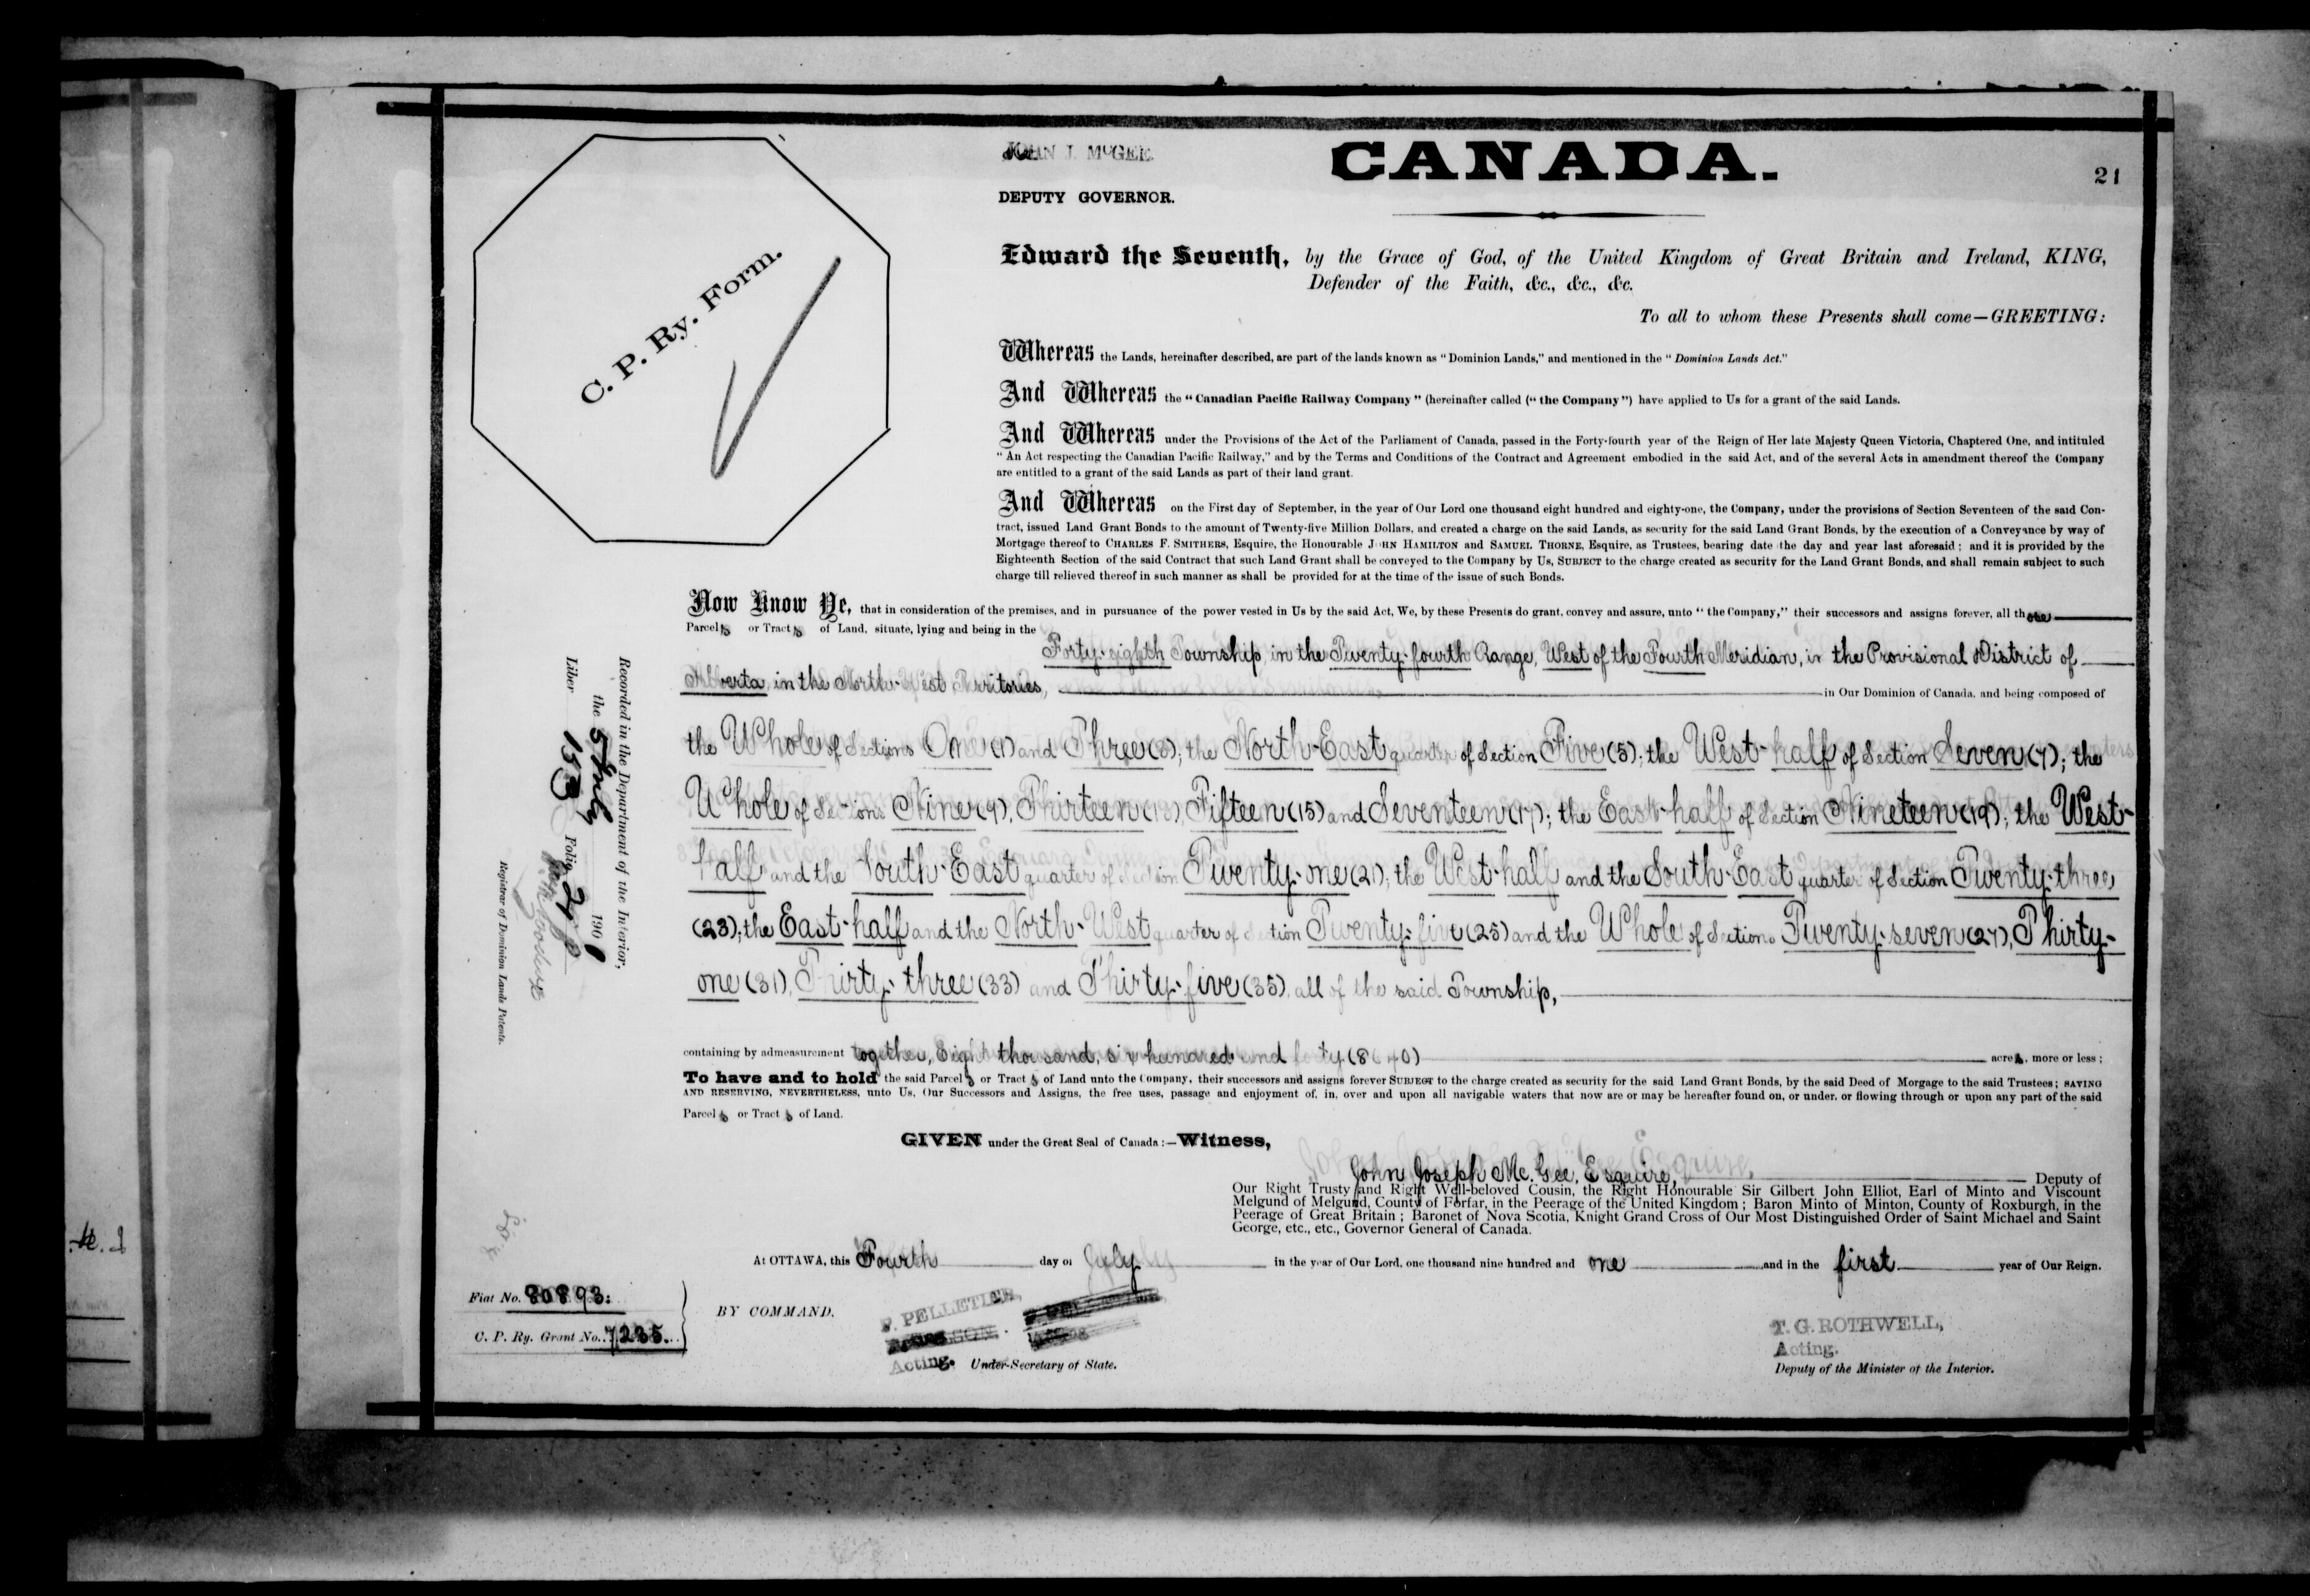 JOHN J. McGEE.
DEPUTY GOVERNOR.
CANADA.
21
C. P. Ry. Form.
Edward the Seventh, by the Grace of God, of the United Kingdom of Great Britain and Ireland, KING,
Defender of the Faith, &c., &c., &c.
To all to whom these Presents shall come—GREETING:
Whereas the Lands, hereinafter described, are part of the lands known as "Dominion Lands," and mentioned in the "Dominion Lands Act."
And Whereas the "Canadian Pacific Railway Company" (hereinafter called ("the Company") have applied to Us for a grant of the said Lands.
And Whereas under the Provisions of the Act of the Parliament of Canada, passed in the Forty-fourth year of the Reign of Her late Majesty Queen Victoria, Chaptered One, and intituled
"An Act respecting the Canadian Pacific Railway," and by the Terms and Conditions of the Contract and Agreement embodied in the said Act, and of the several Acts in amendment thereof the Company
are entitled to a grant of the said Lands as part of their land grant.
And Whereas on the First day of September, in the year of Our Lord one thousand eight hundred and eighty-one, the Company, under the provisions of Section Seventeen of the said Con-
tract, issued Land Grant Bonds to the amount of Twenty-five Million Dollars, and created a charge on the said Lands, as security for the said Land Grant Bonds, by the execution of a Conveyance by way of
Mortgage thereof to CHARLES F. SMITHERS, Esquire, the Honourable JOHN HAMILTON and SAMUEL THORNE, Esquire, as Trustees, bearing date the day and year last aforesaid; and it is provided by the
Eighteenth Section of the said Contract that such Land Grant shall be conveyed to the Company by Us, SUBJECT to the charge created as security for the Land Grant Bonds, and shall remain subject to such
charge till relieved thereof in such manner as shall be provided for at the time of the issue of such Bonds.
Now Know Ye, that in consideration of the premises, and in pursuance of the power vested in Us by the said Act, We, by these Presents do grant, convey and assure, unto "the Company," their successors and assigns forever, all those
Parcels or Tracts of Land, situate, lying and being in the
Forty-eighth Township in the Twenty-fourth Range, West of the Fourth Meridian, in the Provisional District of
Alberta, in the North-West Territories, in Our Dominion of Canada, and being composed of
the Whole of Sections One (1) and Three (3); the North-East quarter of Section Five (5); the West-half of Section Seven (7); the
Whole of Sections Nine (9), Thirteen (13), Fifteen (15) and Seventeen (17); the East-half of Section Nineteen (19); the West-
half and the South-East quarter of Section Twenty-one (21); the West-half and the South-East quarter of Section Twenty-three
(23); the East-half and the North-West quarter of Section Twenty-five (25) and the Whole of Sections Twenty-seven (27), Thirty-
one (31), Thirty-three (33) and Thirty-five (35), all of the said Township,
containing by admeasurement together, Eight thousand, six hundred and forty (8640) acres, more or less;
To have and to hold the said Parcels or Tracts of Land unto the Company, their successors and assigns forever SUBJECT to the charge created as security for the said Land Grant Bonds, by the said Deed of Morgage to the said Trustees; SAVING
AND RESERVING, NEVERTHELESS, unto Us, Our Successors and Assigns, the free uses, passage and enjoyment of, in, over and upon all navigable waters that now are or may be hereafter found on, or under, or flowing through or upon any part of the said
Parcels or Tracts of Land.
GIVEN under the Great Seal of Canada:—Witness,
John Joseph Mc.Gee, Esquire, Deputy of
Our Right Trusty and Right Well-beloved Cousin, the Right Honourable Sir Gilbert John Elliot, Earl of Minto and Viscount
Melgund of Melgund, County of Forfar, in the Peerage of the United Kingdom; Baron Minto of Minton, County of Roxburgh, in the
Peerage of Great Britain; Baronet of Nova Scotia, Knight Grand Cross of Our Most Distinguished Order of Saint Michael and Saint
George, etc., etc., Governor General of Canada.
At OTTAWA, this Fourth day of July in the year of Our Lord, one thousand nine hundred and one and in the first year of Our Reign.
BY COMMAND.
P. PELLETIER,
Acting. Under-Secretary of State.
T. G. ROTHWELL,
Acting.
Deputy of the Minister of the Interior.
Fiat No. 80893.
C. P. Ry. Grant No. 7235.
Recorded in the Department of the Interior,
the 5 July 1901
Liber 153 Folio 21
Registrar of Dominion Lands Patents.